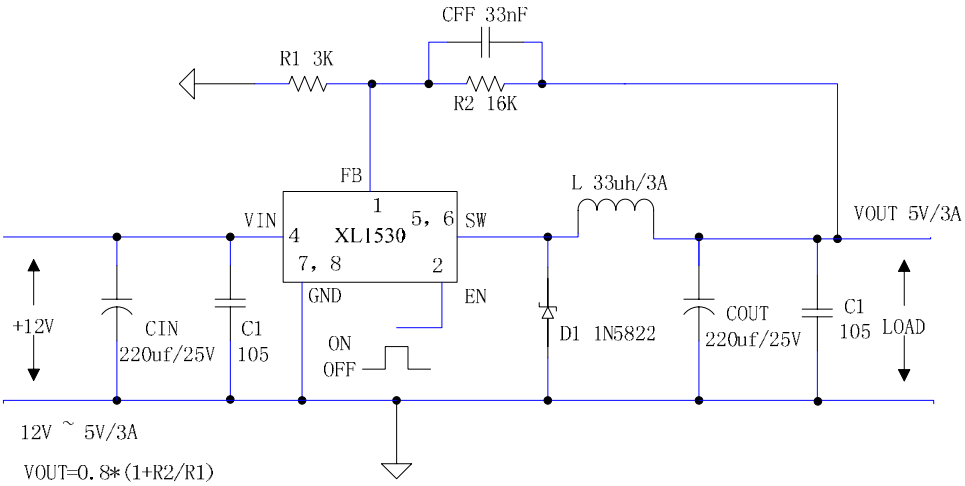 CFF 33nF
R1 3K
R2 16K
FB
L 33uh/3A
VIN
1
5, 6
SW
VOUT 5V/3A
4
XL1530
7, 8
2
GND
EN
+12V
CIN
220uf/25V
C1
105
ON
OFF
D1 1N5822
COUT
220uf/25V
C1
105
LOAD
12V ~ 5V/3A
VOUT=0.8*(1+R2/R1)